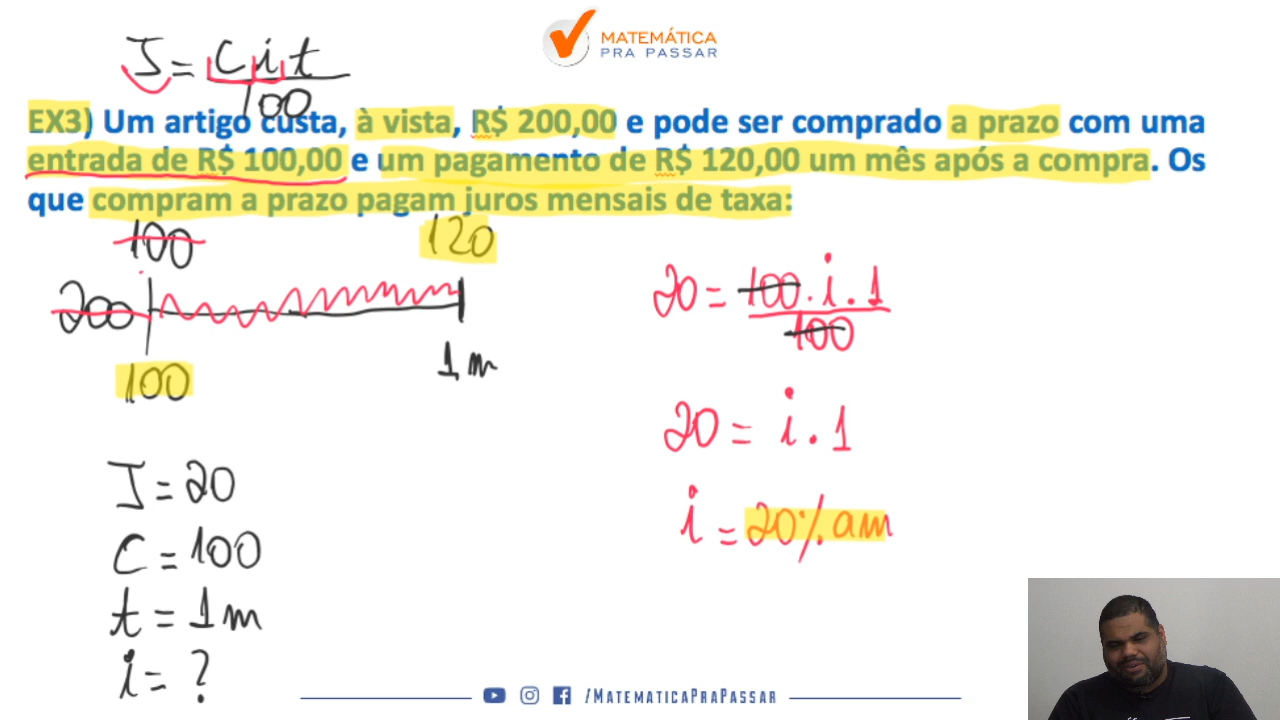 J = C i t
100
MATEMÁTICA
PRA PASSAR
EX3) Um artigo custa, à vista, R$ 200,00 e pode ser comprado a prazo com uma
entrada de R$ 100,00 e um pagamento de R$ 120,00 um mês após a compra. Os
que compram a prazo pagam juros mensais de taxa:
100
120
200
100
1 m
J = 20
C = 100
t = 1 m
i = ?
20 = 100 . i . 1
100
20 = i . 1
i = 20% am
/MATEMATICAPRAPASSAR